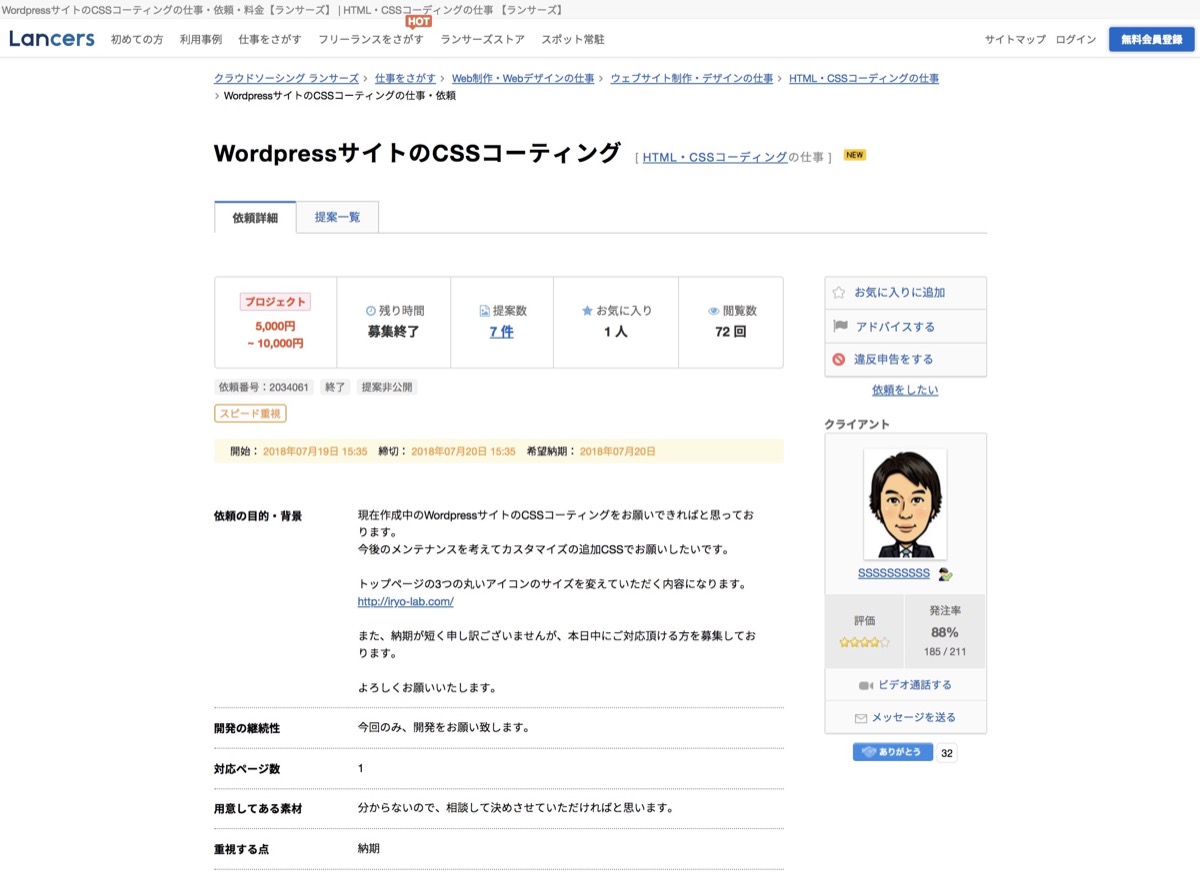 WordpressサイトのCSSコーティングの仕事・依頼・料金【ランサーズ】 | HTML・CSSコーディングの仕事 【ランサーズ】
HOT
Lancers 初めての方 利用事例 仕事をさがす フリーランスをさがす ランサーズストア スポット常駐 サイトマップ ログイン 無料会員登録
クラウドソーシング ランサーズ › 仕事をさがす › Web制作・Webデザインの仕事 › ウェブサイト制作・デザインの仕事 › HTML・CSSコーディングの仕事
› WordpressサイトのCSSコーティングの仕事・依頼
WordpressサイトのCSSコーティング [ HTML・CSSコーディングの仕事 ] NEW
依頼詳細 提案一覧
プロジェクト
5,000円
~ 10,000円
残り時間
募集終了
提案数
7 件
お気に入り
1 人
閲覧数
72 回
依頼番号：2034061 終了 提案非公開
スピード重視
開始： 2018年07月19日 15:35 締切： 2018年07月20日 15:35 希望納期： 2018年07月20日
依頼の目的・背景
現在作成中のWordpressサイトのCSSコーティングをお願いできればと思ってお
ります。
今後のメンテナンスを考えてカスタマイズの追加CSSでお願いしたいです。
トップページの3つの丸いアイコンのサイズを変えていただく内容になります。
http://iryo-lab.com/
また、納期が短く申し訳ございませんが、本日中にご対応頂ける方を募集してお
ります。
よろしくお願いいたします。
開発の継続性 今回のみ、開発をお願い致します。
対応ページ数 1
用意してある素材 分からないので、相談して決めさせていただければと思います。
重視する点 納期
お気に入りに追加
アドバイスする
違反申告をする
依頼をしたい
クライアント
SSSSSSSSSS
評価
発注率
88%
185 / 211
ビデオ通話する
メッセージを送る
ありがとう 32